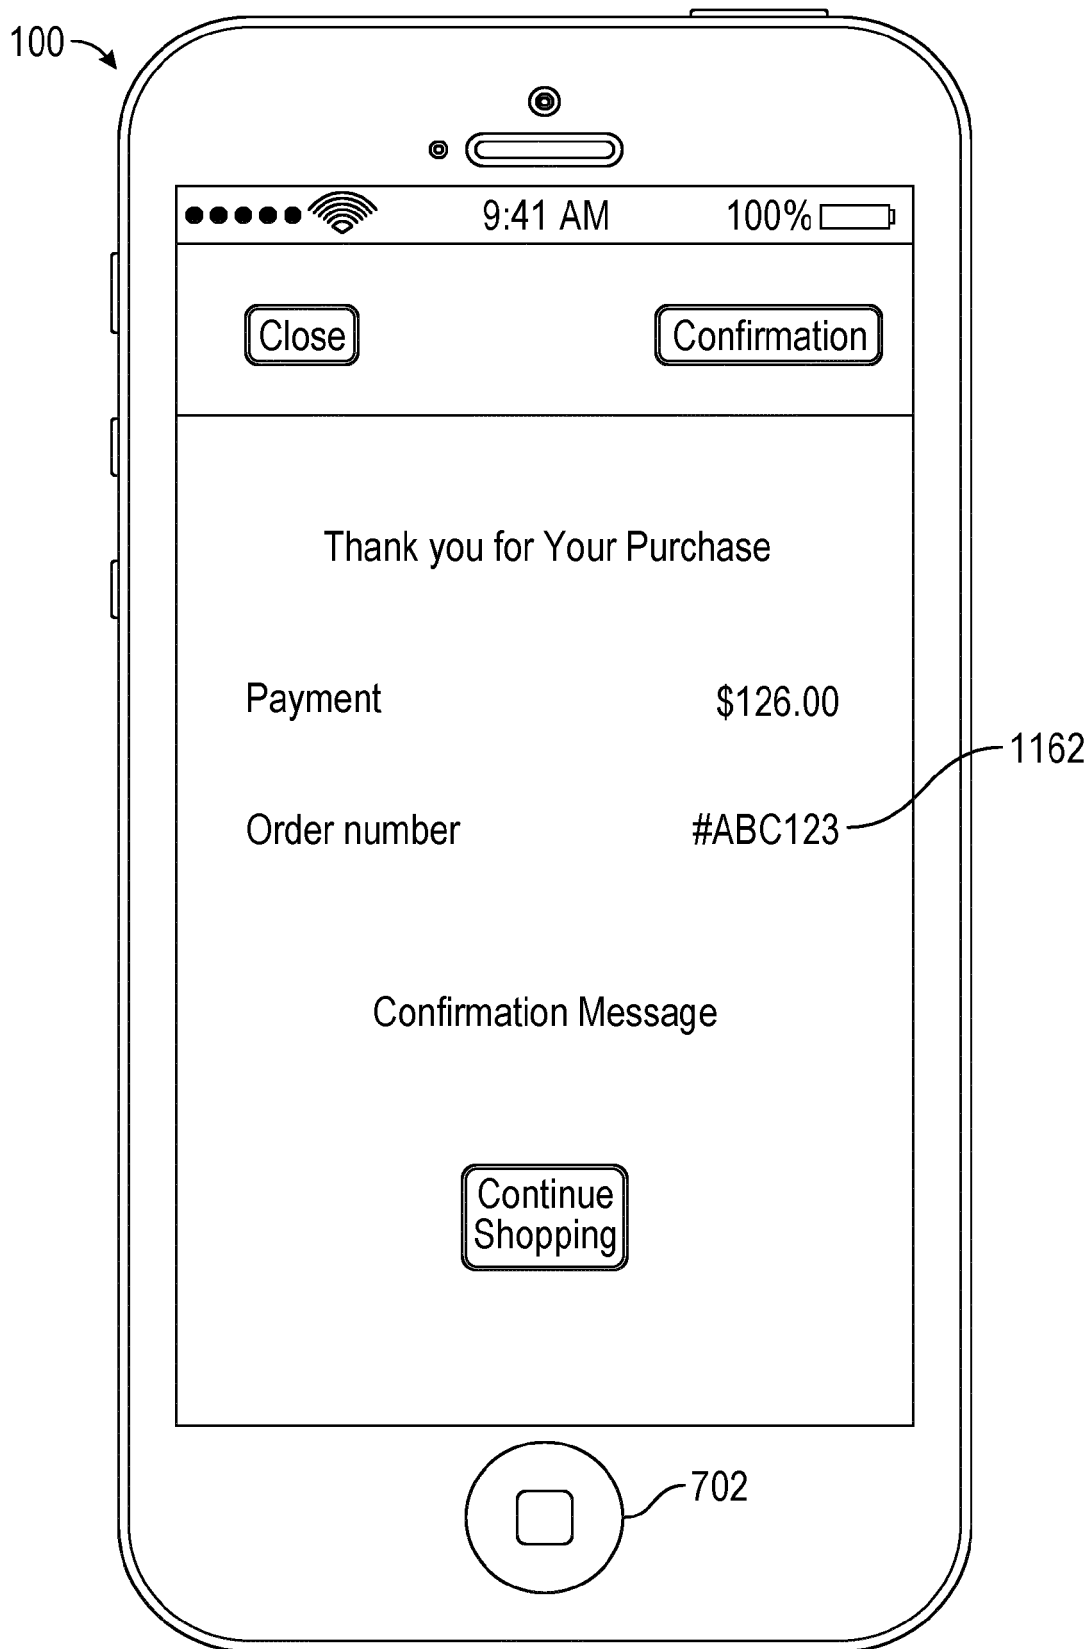 100
9:41 AM 100%
Close Confirmation
Thank you for Your Purchase
Payment $126.00
1162
Order number #ABC123
Confirmation Message
Continue
Shopping
702